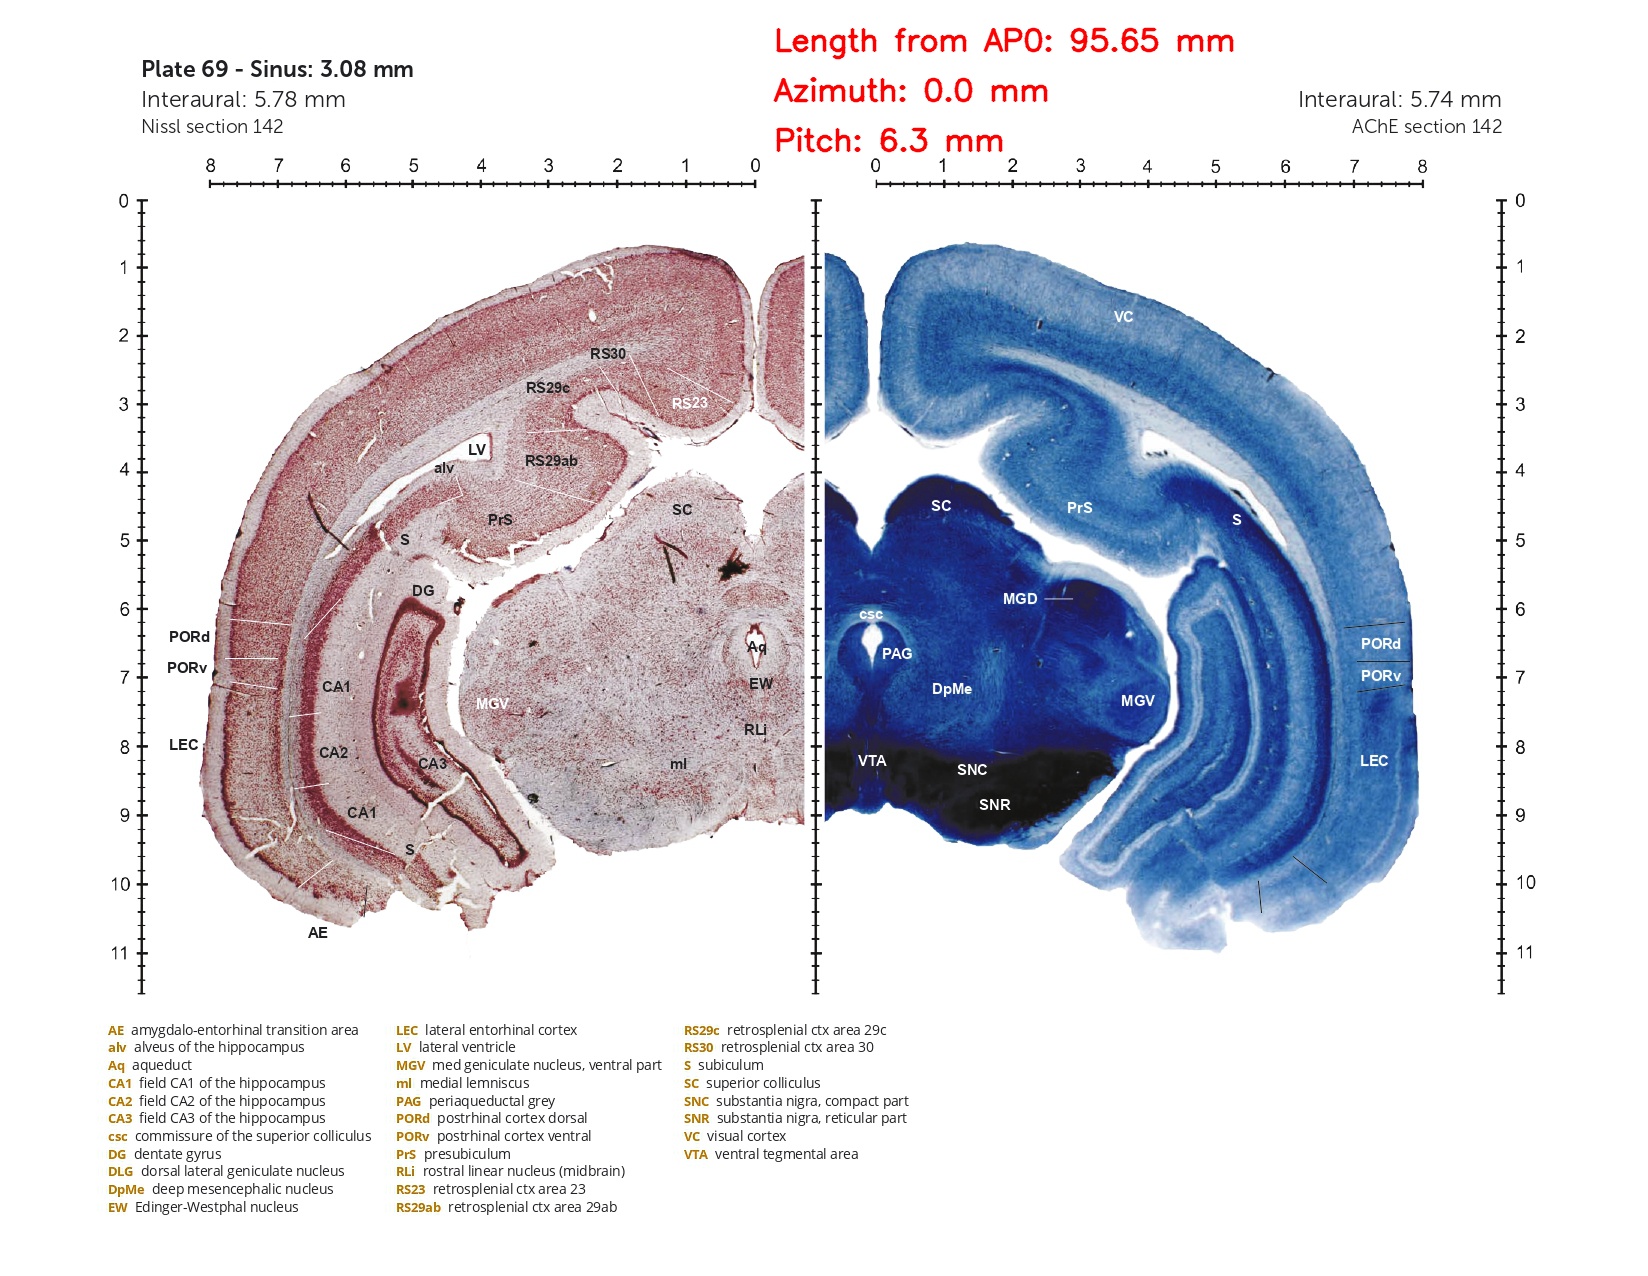 Length from AP0: 95.65 mm
Azimuth: 0.0 mm
Pitch: 6.3 mm
Plate 69 - Sinus: 3.08 mm
Interaural: 5.78 mm
Nissl section 142
Interaural: 5.74 mm
AChE section 142
8 7 6 5 4 3 2 1 0
0 1 2 3 4 5 6 7 8
0
1
2
3
4
5
6
7
8
9
10
11
RS30
RS29c
RS23
LV
alv
RS29ab
SC
PrS
S
DG
PORd
PORv
Aq
EW
CA1
MGV
RLi
LEC
CA2
CA3
ml
CA1
S
AE
VC
SC
PrS
S
MGD
csc
PAG
PORd
PORv
DpMe
MGV
VTA
SNC
LEC
SNR
0
1
2
3
4
5
6
7
8
9
10
11
AE amygdalo-entorhinal transition area
alv alveus of the hippocampus
Aq aqueduct
CA1 field CA1 of the hippocampus
CA2 field CA2 of the hippocampus
CA3 field CA3 of the hippocampus
csc commissure of the superior colliculus
DG dentate gyrus
DLG dorsal lateral geniculate nucleus
DpMe deep mesencephalic nucleus
EW Edinger-Westphal nucleus
LEC lateral entorhinal cortex
LV lateral ventricle
MGV med geniculate nucleus, ventral part
ml medial lemniscus
PAG periaqueductal grey
PORd postrhinal cortex dorsal
PORv postrhinal cortex ventral
PrS presubiculum
RLi rostral linear nucleus (midbrain)
RS23 retrosplenial ctx area 23
RS29ab retrosplenial ctx area 29ab
RS29c retrosplenial ctx area 29c
RS30 retrosplenial ctx area 30
S subiculum
SC superior colliculus
SNC substantia nigra, compact part
SNR substantia nigra, reticular part
VC visual cortex
VTA ventral tegmental area